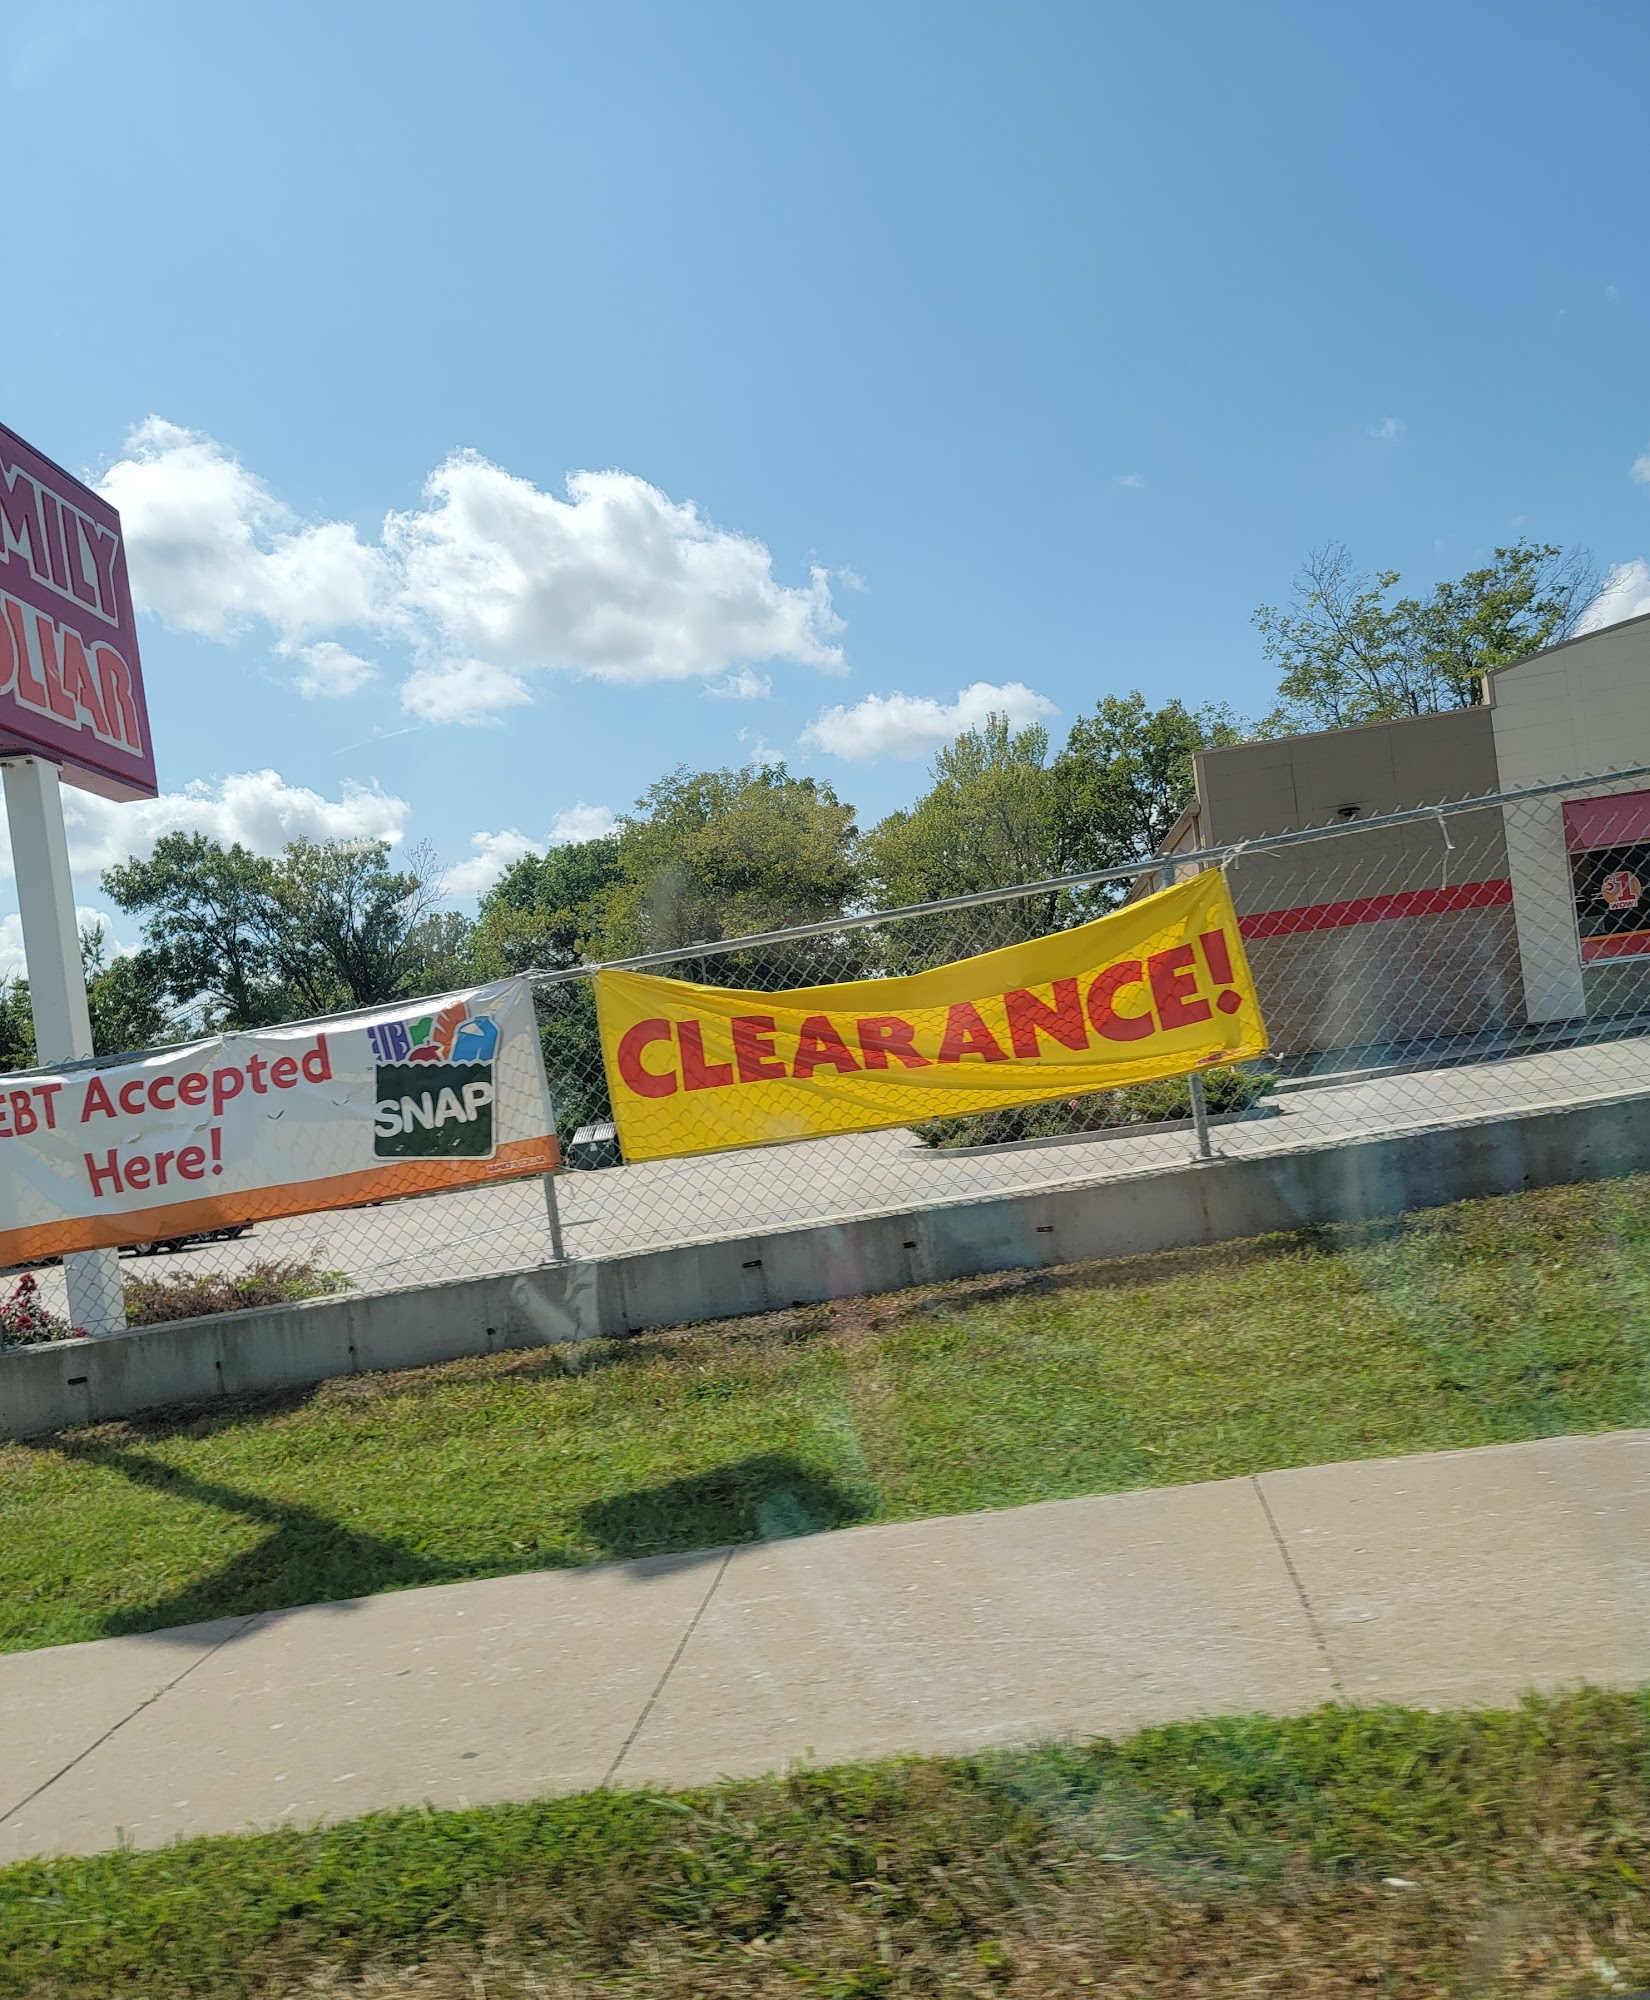 MILY
OLLAR
EBT Accepted
Here!
SNAP
CLEARANCE!
$1
WOW!